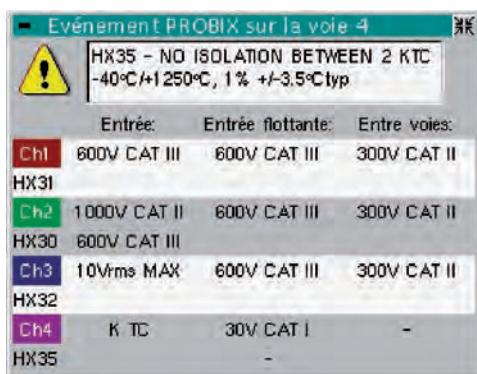 Evénement PROBIX sur la voie 4
HX35 - NO ISOLATION BETWEEN 2 KTC
-40°C/+1250°C, 1% +/-3.5°Ctyp
Entrée: Entrée flottante: Entre voies:
Ch1 600V CAT III 600V CAT III 300V CAT II
HX31
Ch2 1000V CAT II 600V CAT III 300V CAT II
HX30 600V CAT III
Ch3 10Vrms MAX 600V CAT III 300V CAT II
HX32
Ch4 K TC 30V CAT I -
HX35 -